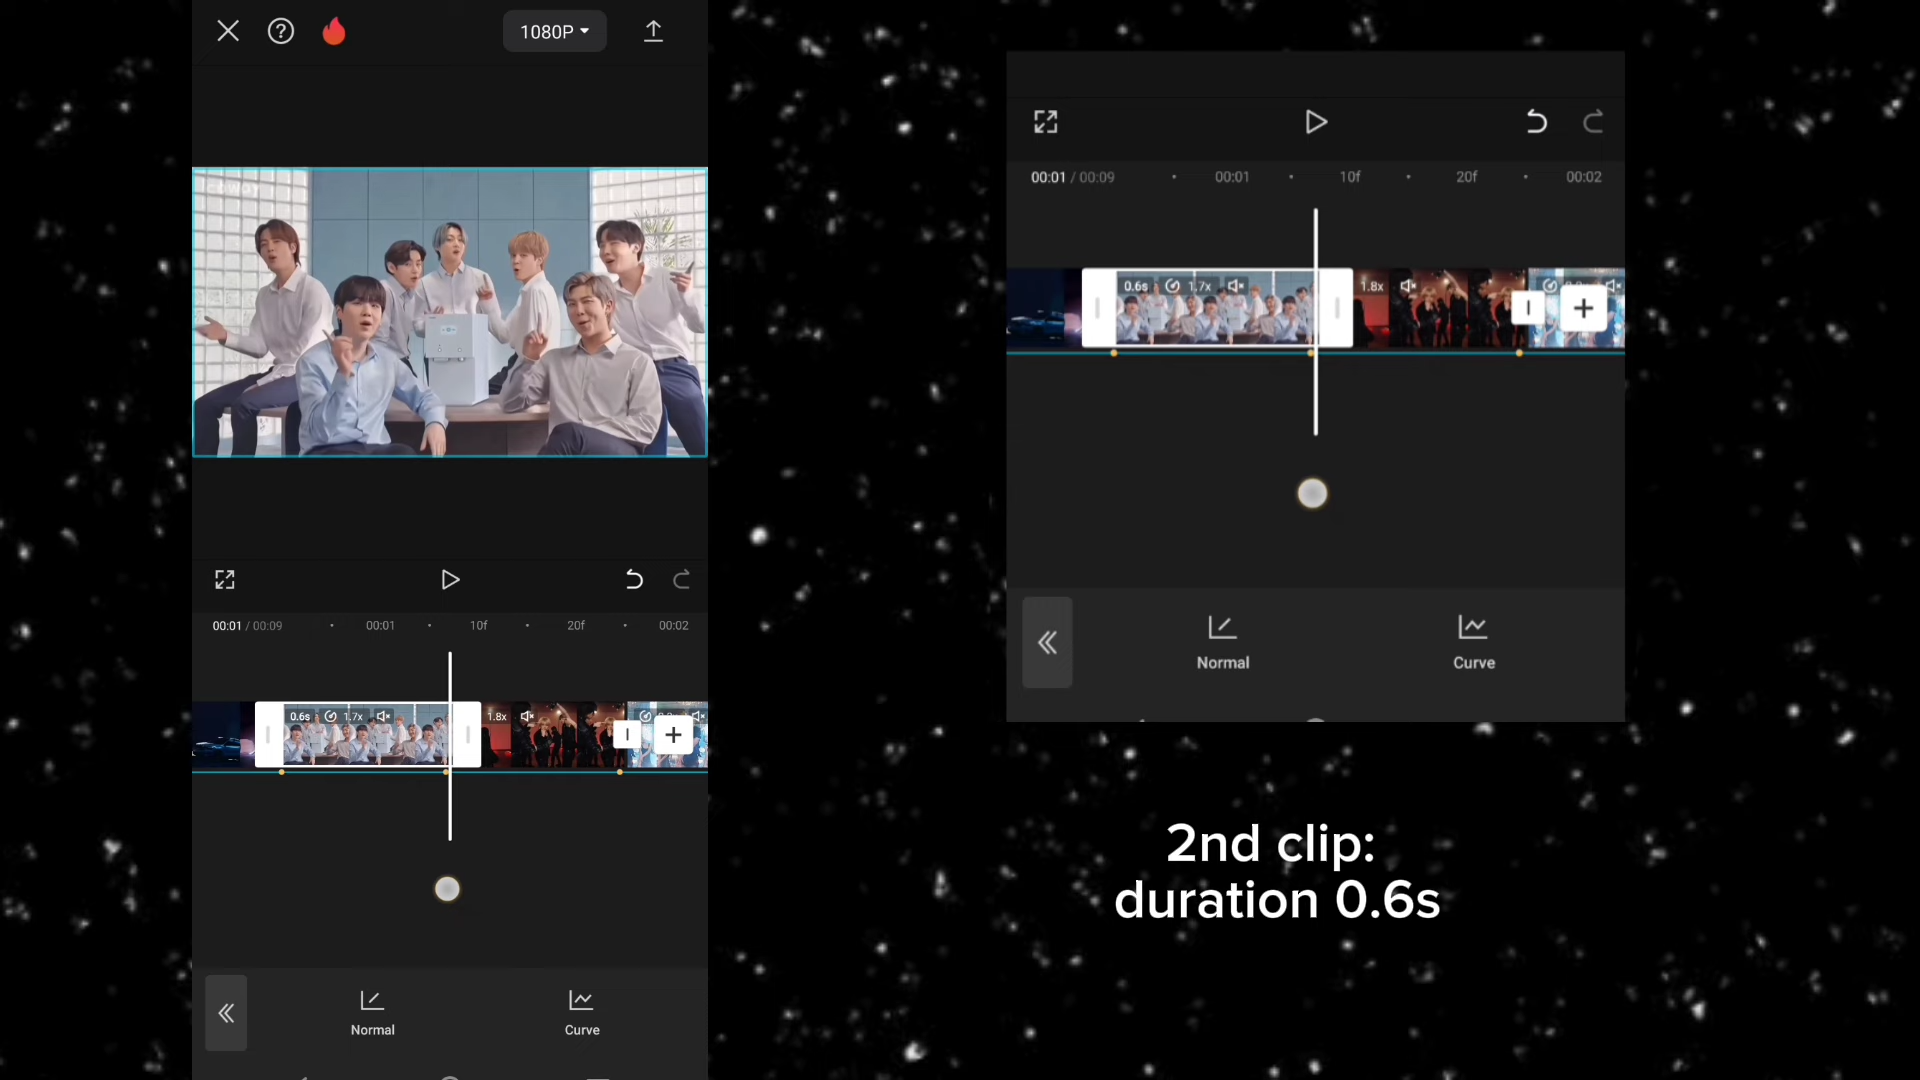 1080P
00:01 / 00:09
00:01
10f
20f
00:02
0.6s
1.7x
1.8x
Normal
Curve
00:01 / 00:09
00:01
10f
20f
00:02
0.6s
1.7x
1.8x
Normal
Curve
2nd clip:
duration 0.6s